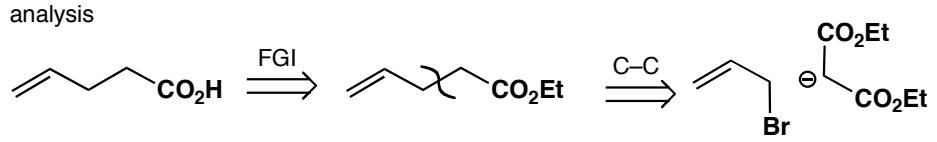 analysis
FGI
CO₂H
CO₂Et
C–C
Br
⊖
CO₂Et
CO₂Et